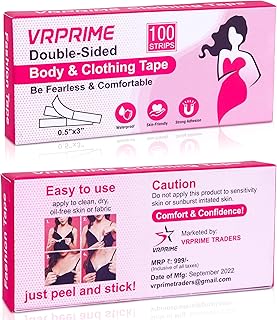 Fashion Tape
VRPRIME
Double-Sided
100
STRIPS
Body & Clothing Tape
Be Fearless & Comfortable
0.5"x3"
Waterproof
Skin-Friendly
Strong Adhesion
Fashion Tape
Easy to use
apply to clean, dry,
oil-free skin or fabric
just peel and stick!
Caution
Do not apply this product to sensitivity
skin or sunburst irritated skin.
Comfort & Confidence!
VRPRIME
Marketed by:
VRPRIME TRADERS
MRP ₹: 999/-
(Inclusive of all taxes)
Date of Mfg: September 2022
vrprimetraders@gmail.com